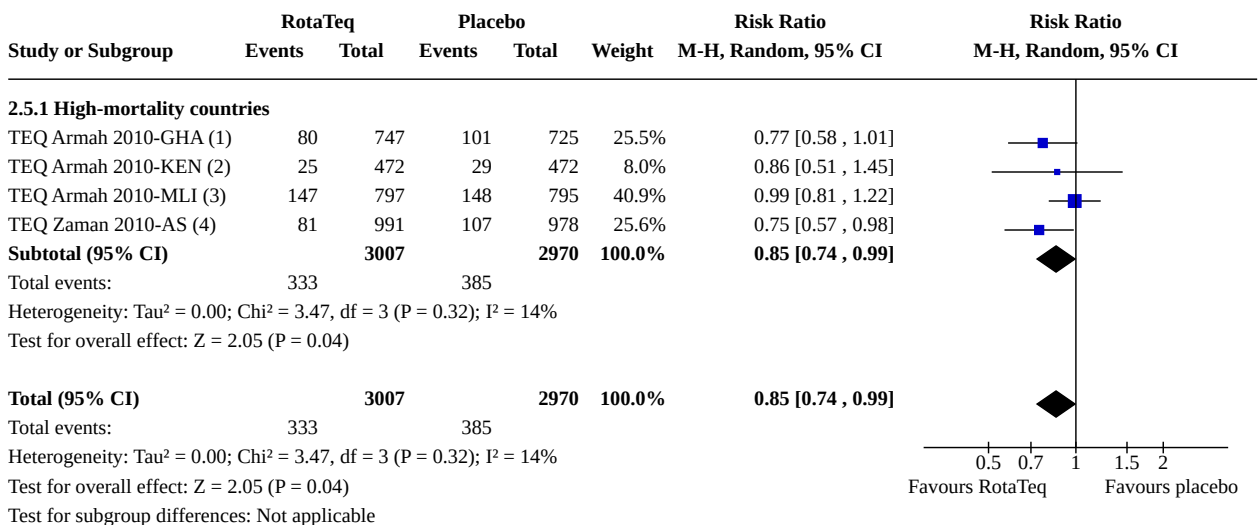 RotaTeq Placebo Risk Ratio Risk Ratio
Study or Subgroup Events Total Events Total Weight M-H, Random, 95% CI M-H, Random, 95% CI
2.5.1 High-mortality countries
TEQ Armah 2010-GHA (1) 80 747 101 725 25.5% 0.77 [0.58 , 1.01]
TEQ Armah 2010-KEN (2) 25 472 29 472 8.0% 0.86 [0.51 , 1.45]
TEQ Armah 2010-MLI (3) 147 797 148 795 40.9% 0.99 [0.81 , 1.22]
TEQ Zaman 2010-AS (4) 81 991 107 978 25.6% 0.75 [0.57 , 0.98]
Subtotal (95% CI) 3007 2970 100.0% 0.85 [0.74 , 0.99]
Total events: 333 385
Heterogeneity: Tau² = 0.00; Chi² = 3.47, df = 3 (P = 0.32); I² = 14%
Test for overall effect: Z = 2.05 (P = 0.04)
Total (95% CI) 3007 2970 100.0% 0.85 [0.74 , 0.99]
Total events: 333 385
Heterogeneity: Tau² = 0.00; Chi² = 3.47, df = 3 (P = 0.32); I² = 14%
0.5 0.7 1 1.5 2
Test for overall effect: Z = 2.05 (P = 0.04) Favours RotaTeq Favours placebo
Test for subgroup differences: Not applicable